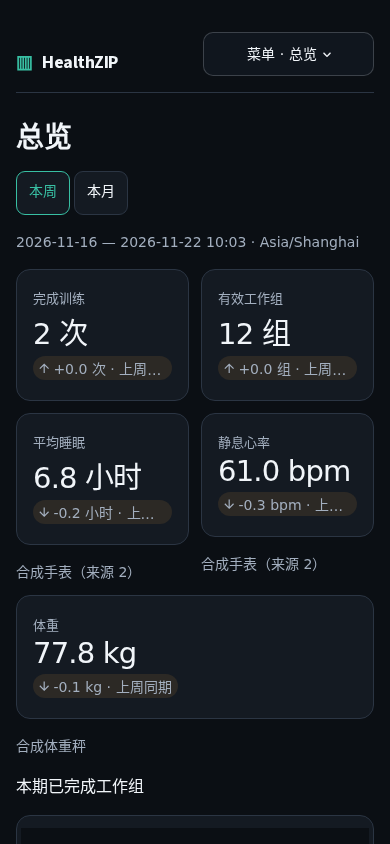 HealthZIP
菜单 · 总览
总览
本周
本月
2026-11-16 — 2026-11-22 10:03 · Asia/Shanghai
完成训练
2 次
↑ +0.0 次 · 上周…
有效工作组
12 组
↑ +0.0 组 · 上周…
平均睡眠
6.8 小时
↓ -0.2 小时 · 上…
合成手表（来源 2）
静息心率
61.0 bpm
↓ -0.3 bpm · 上…
合成手表（来源 2）
体重
77.8 kg
↓ -0.1 kg · 上周同期
合成体重秤
本期已完成工作组